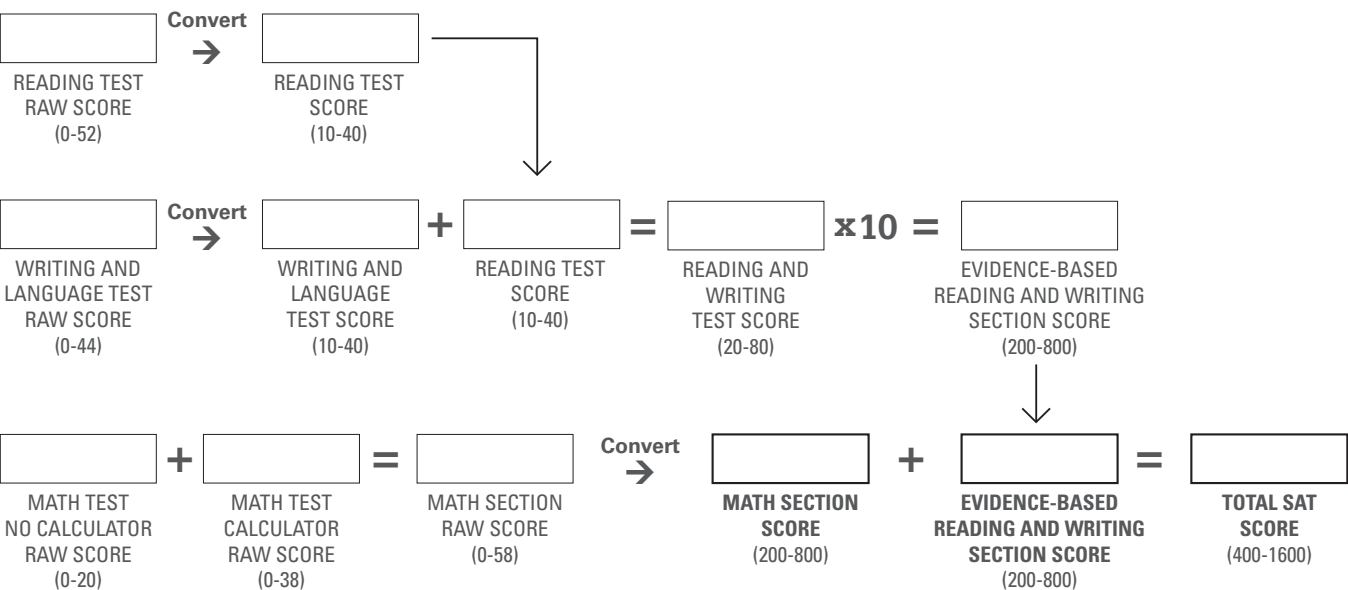 Convert
→
READING TEST
RAW SCORE
(0-52)
READING TEST
SCORE
(10-40)
Convert
→
+
=
x10 =
WRITING AND
LANGUAGE TEST
RAW SCORE
(0-44)
WRITING AND
LANGUAGE
TEST SCORE
(10-40)
READING TEST
SCORE
(10-40)
READING AND
WRITING
TEST SCORE
(20-80)
EVIDENCE-BASED
READING AND WRITING
SECTION SCORE
(200-800)
+
=
Convert
→
+
=
MATH TEST
NO CALCULATOR
RAW SCORE
(0-20)
MATH TEST
CALCULATOR
RAW SCORE
(0-38)
MATH SECTION
RAW SCORE
(0-58)
MATH SECTION
SCORE
(200-800)
EVIDENCE-BASED
READING AND WRITING
SECTION SCORE
(200-800)
TOTAL SAT
SCORE
(400-1600)